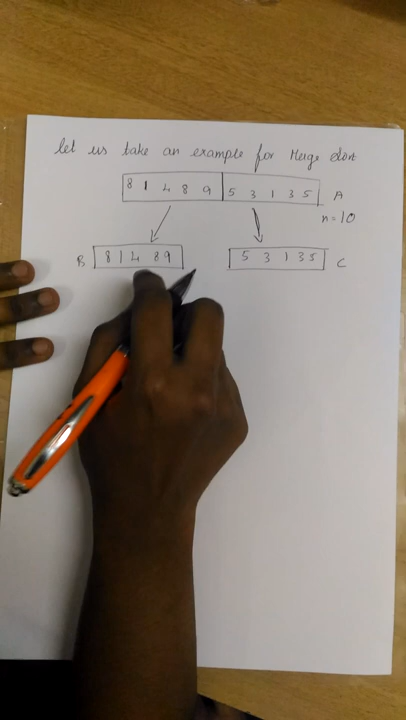 let us take an example for Merge Sort
8 1 4 8 9 5 3 1 3 5 A
n = 10
B 8 1 4 8 9
5 3 1 3 5 C